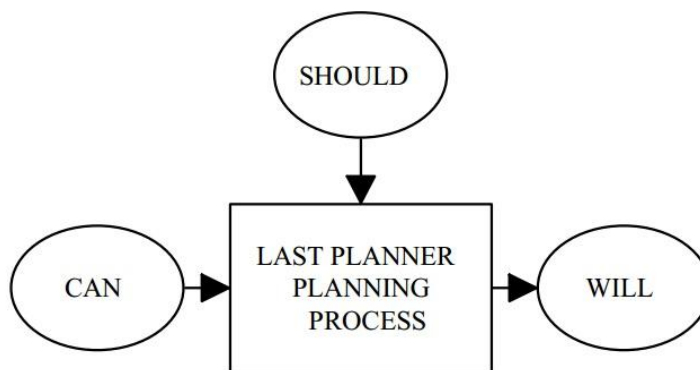 SHOULD
CAN
LAST PLANNER
PLANNING
PROCESS
WILL